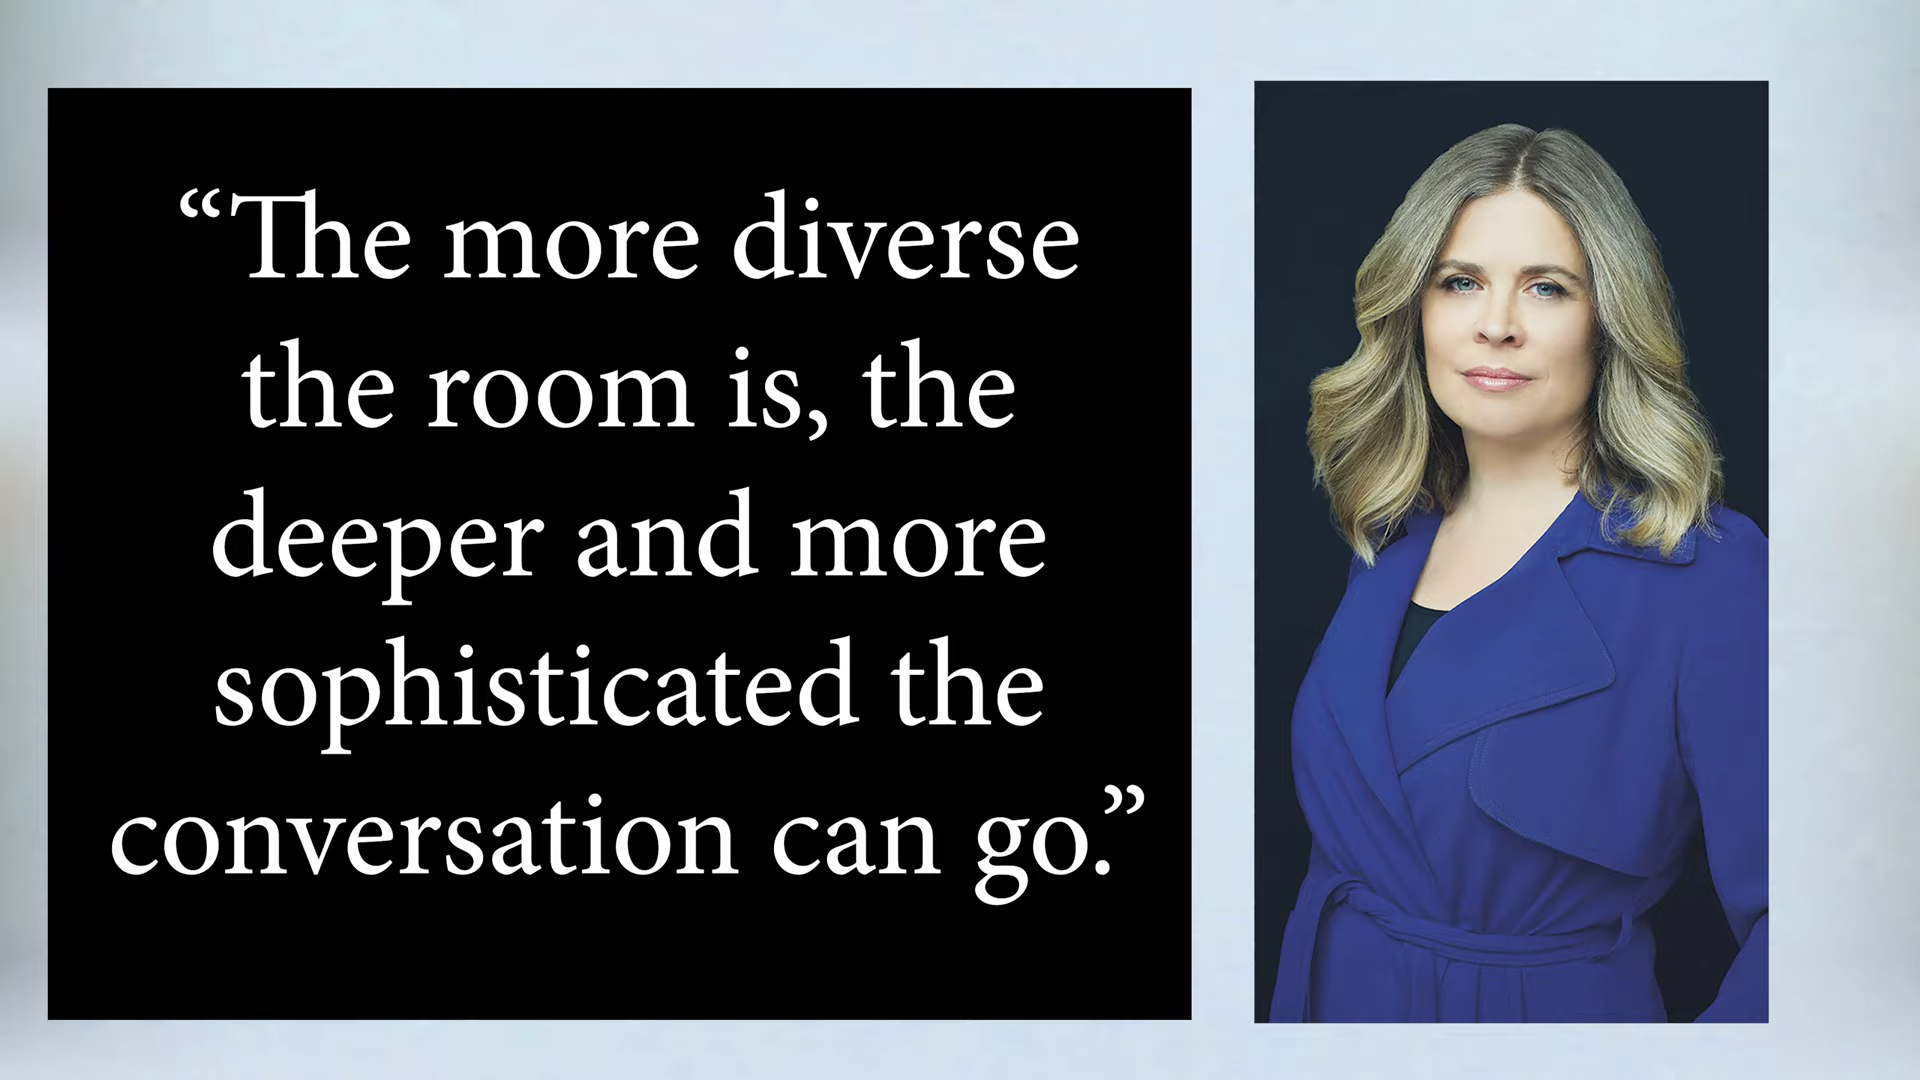 “The more diverse
the room is, the
deeper and more
sophisticated the
conversation can go.”